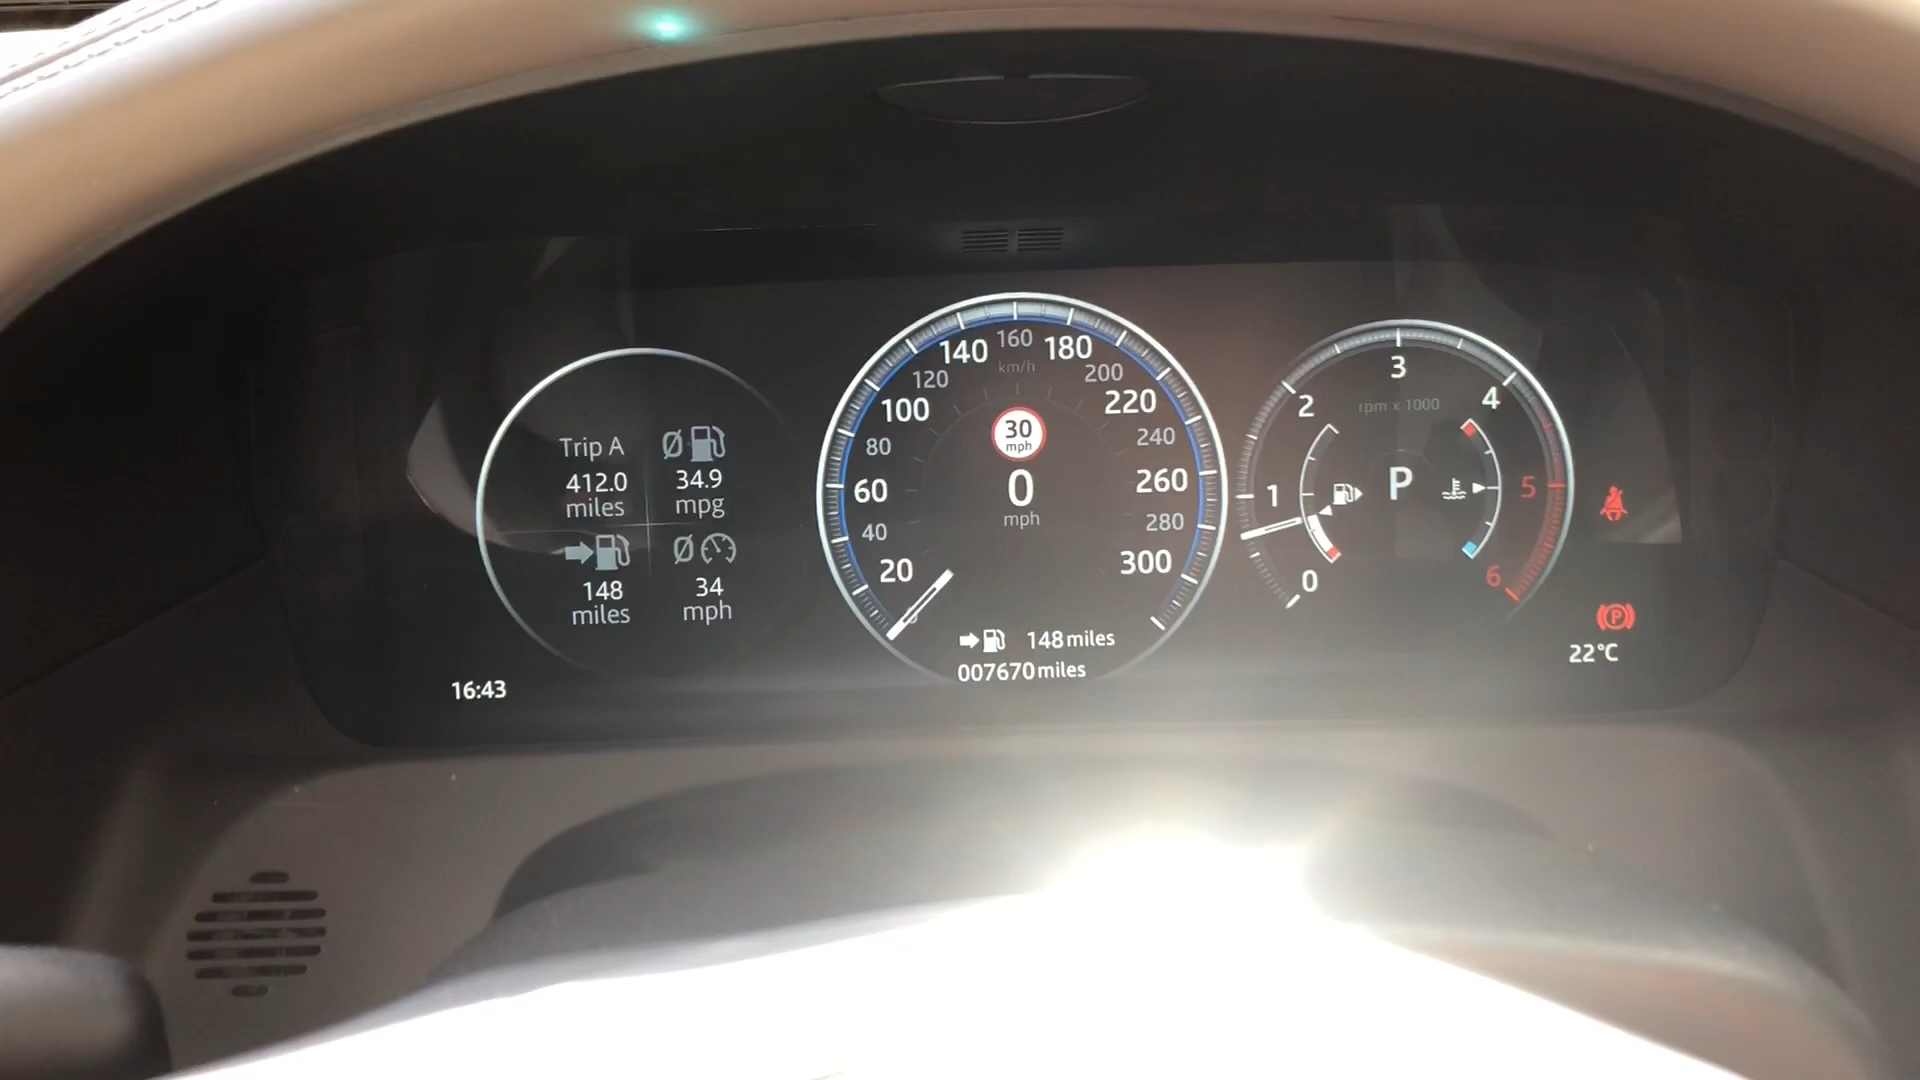 Trip A
412.0
miles
34.9
mpg
148
miles
Ø
34
mph
16:43
160
140
180
km/h
120
200
100
220
30
mph
80
240
60
0
260
mph
40
280
20
300
148 miles
007670 miles
3
2
rpm x 1000
4
1
P
5
0
6
P
22°C